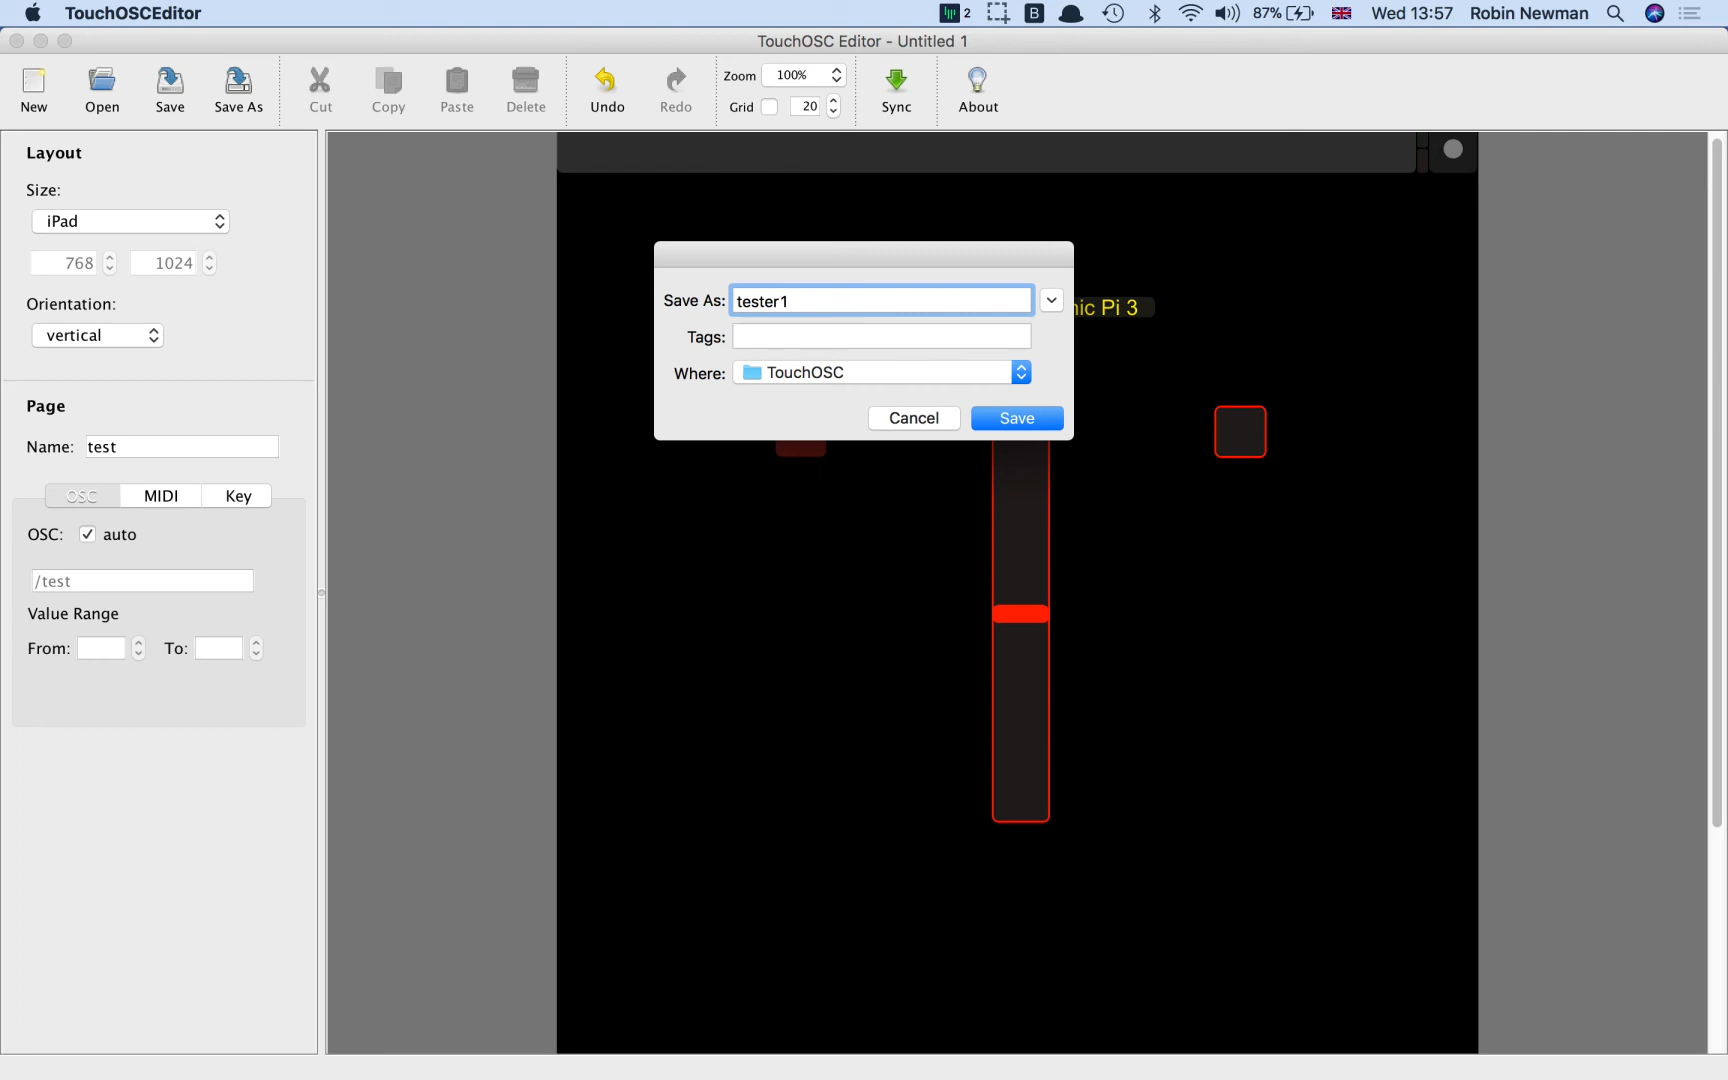 TouchOSCEditor
2
B
87%
Wed 13:57
Robin Newman
TouchOSC Editor - Untitled 1
New
Open
Save
Save As
Cut
Copy
Paste
Delete
Undo
Redo
Zoom
100%
Grid
20
Sync
About
Layout
Size:
iPad
768
1024
Orientation:
vertical
Page
Name:
test
OSC
MIDI
Key
OSC:
auto
/test
Value Range
From:
To:
Save As:
tester1
Tags:
Where:
TouchOSC
Cancel
Save
nic Pi 3